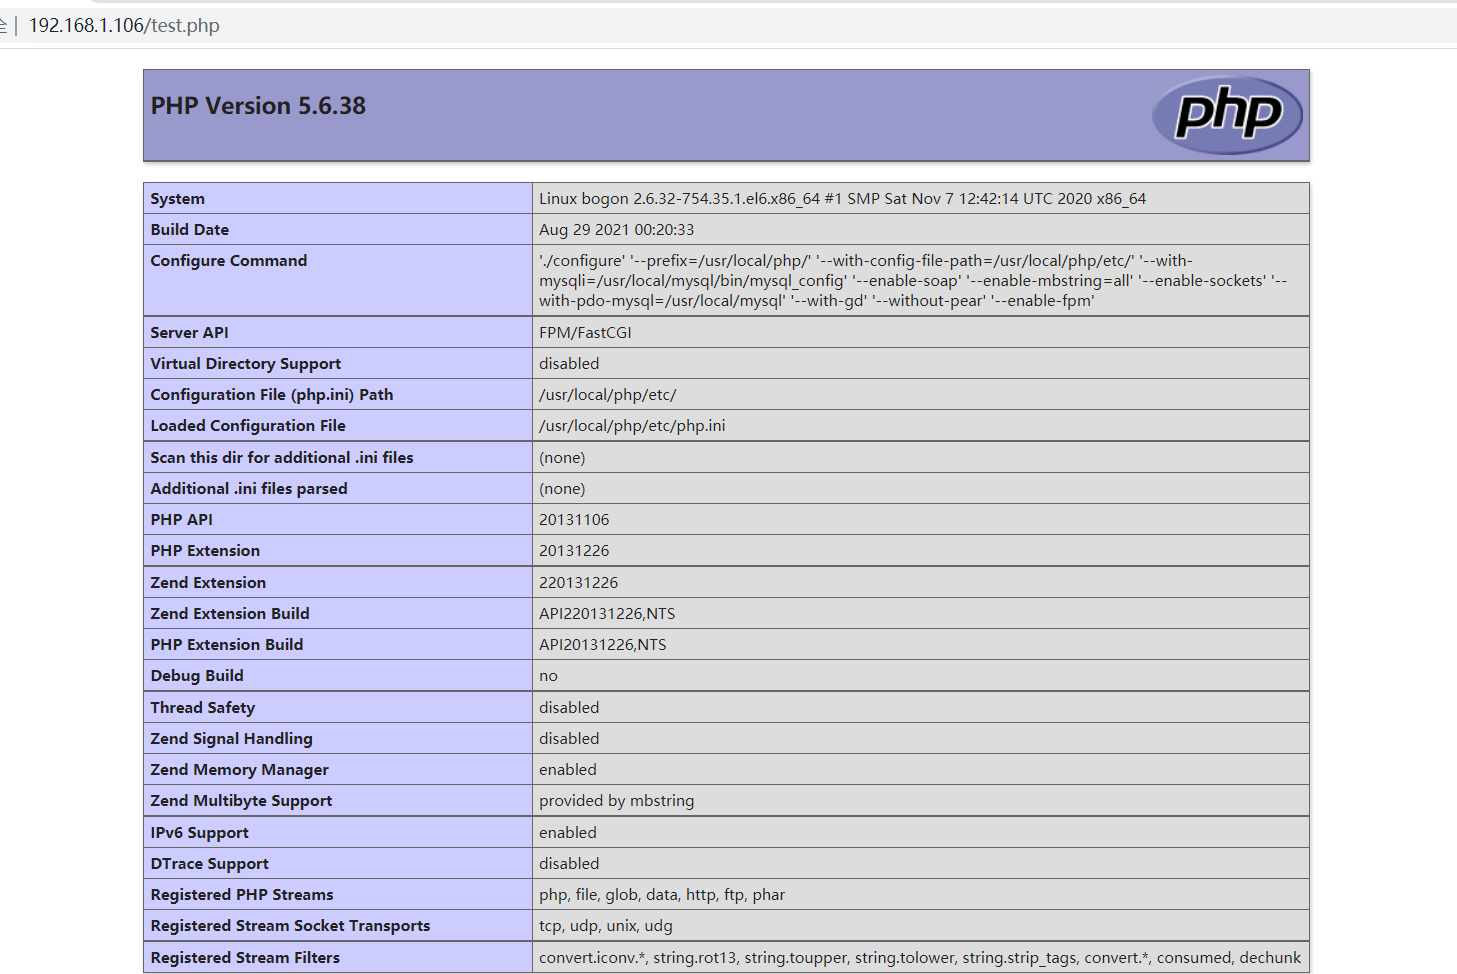 192.168.1.106/test.php
PHP Version 5.6.38
php
System Linux bogon 2.6.32-754.35.1.el6.x86_64 #1 SMP Sat Nov 7 12:42:14 UTC 2020 x86_64
Build Date Aug 29 2021 00:20:33
Configure Command './configure' '--prefix=/usr/local/php/' '--with-config-file-path=/usr/local/php/etc/' '--with-
mysqli=/usr/local/mysql/bin/mysql_config' '--enable-soap' '--enable-mbstring=all' '--enable-sockets' '--
with-pdo-mysql=/usr/local/mysql' '--with-gd' '--without-pear' '--enable-fpm'
Server API FPM/FastCGI
Virtual Directory Support disabled
Configuration File (php.ini) Path /usr/local/php/etc/
Loaded Configuration File /usr/local/php/etc/php.ini
Scan this dir for additional .ini files (none)
Additional .ini files parsed (none)
PHP API 20131106
PHP Extension 20131226
Zend Extension 220131226
Zend Extension Build API220131226,NTS
PHP Extension Build API20131226,NTS
Debug Build no
Thread Safety disabled
Zend Signal Handling disabled
Zend Memory Manager enabled
Zend Multibyte Support provided by mbstring
IPv6 Support enabled
DTrace Support disabled
Registered PHP Streams php, file, glob, data, http, ftp, phar
Registered Stream Socket Transports tcp, udp, unix, udg
Registered Stream Filters convert.iconv.*, string.rot13, string.toupper, string.tolower, string.strip_tags, convert.*, consumed, dechunk